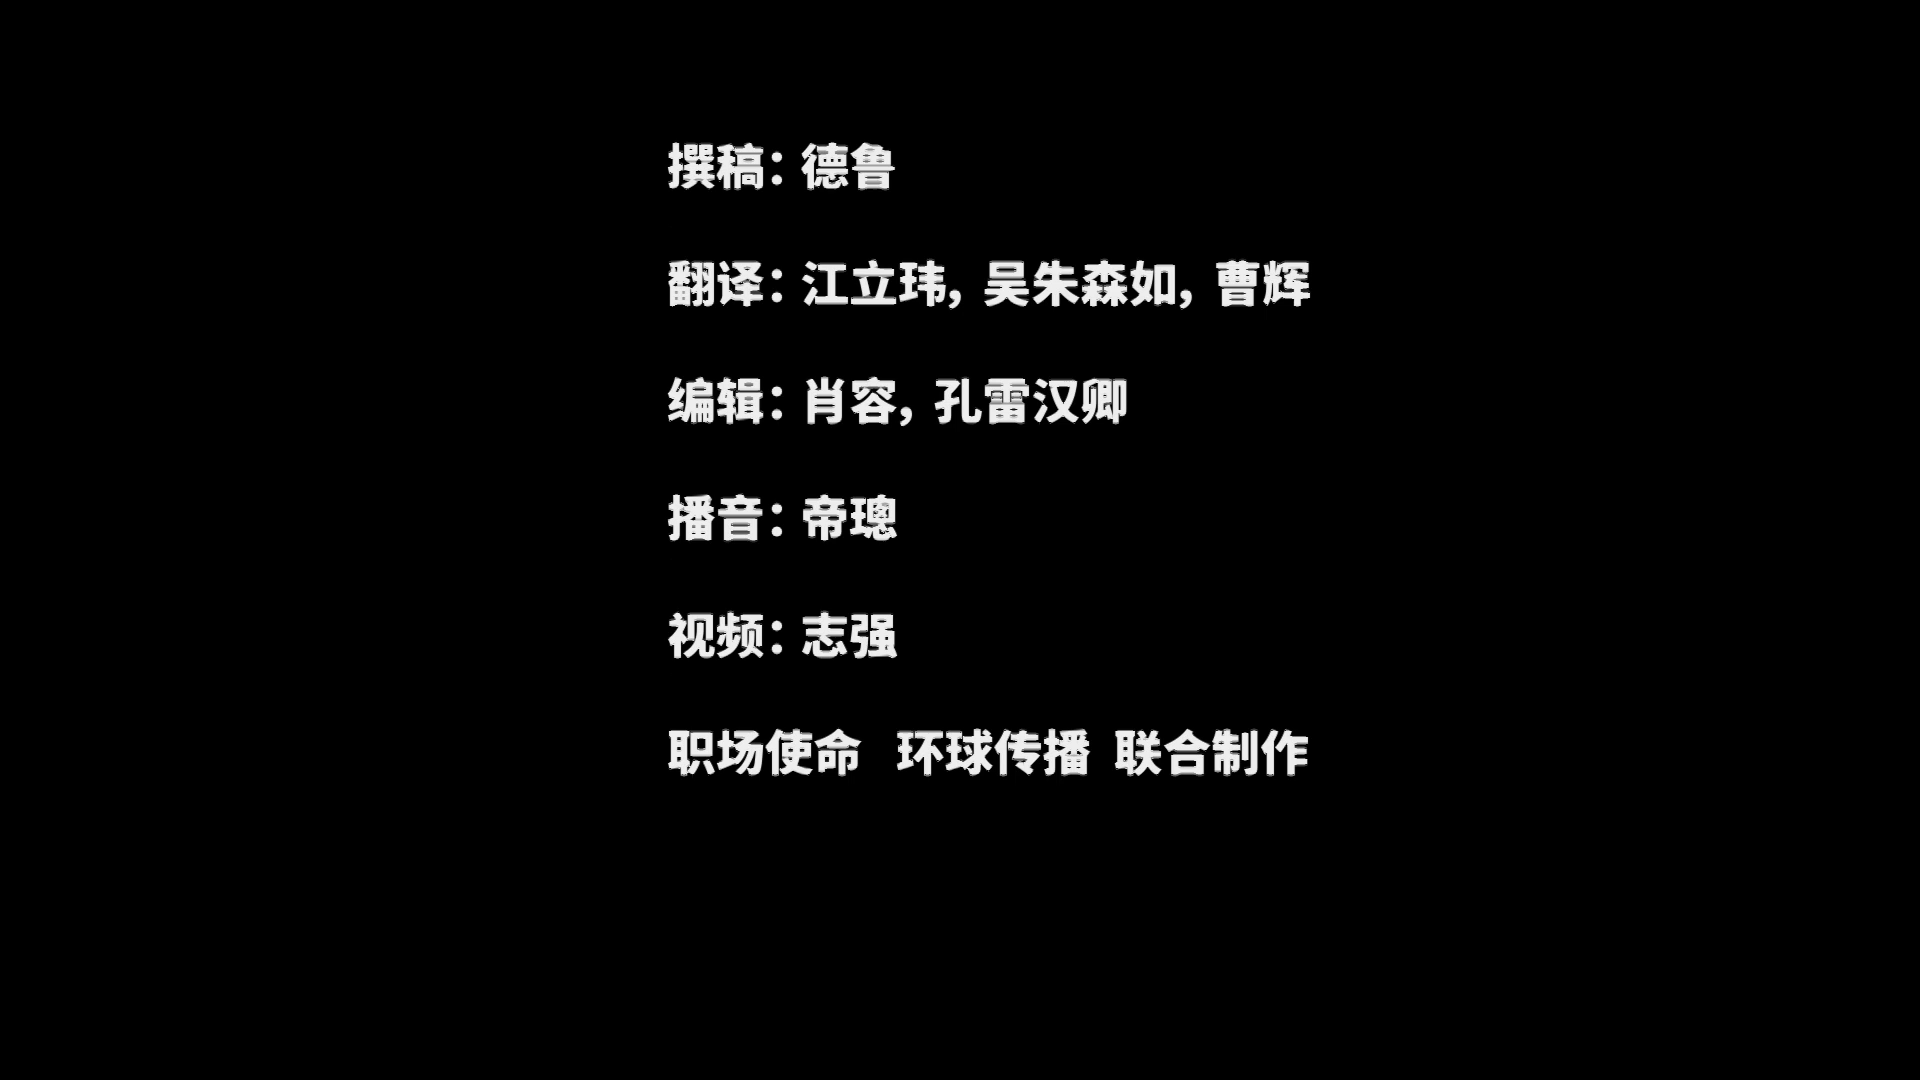 撰稿：德鲁
翻译：江立玮，吴朱森如，曹辉
编辑：肖容，孔雷汉卿
播音：帝璁
视频：志强
职场使命 环球传播 联合制作